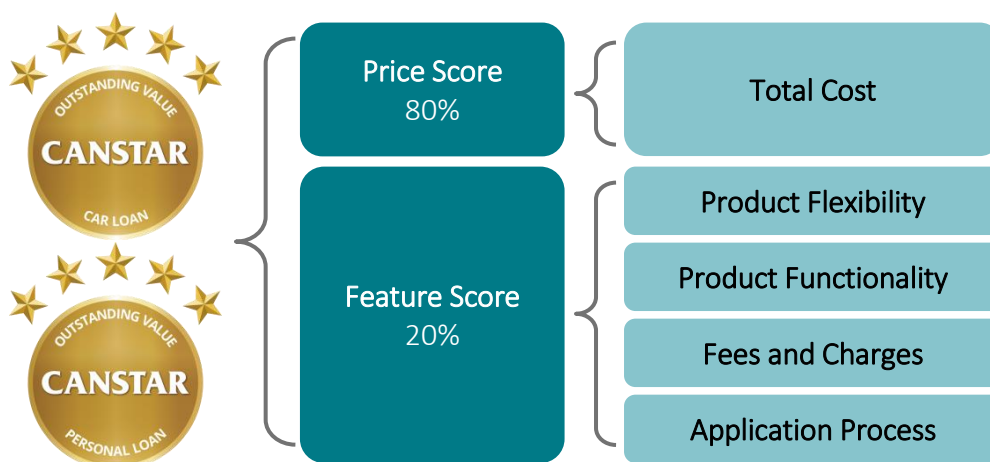 OUTSTANDING VALUE
CANSTAR
CAR LOAN
OUTSTANDING VALUE
CANSTAR
PERSONAL LOAN
Price Score
80%
Feature Score
20%
Total Cost
Product Flexibility
Product Functionality
Fees and Charges
Application Process